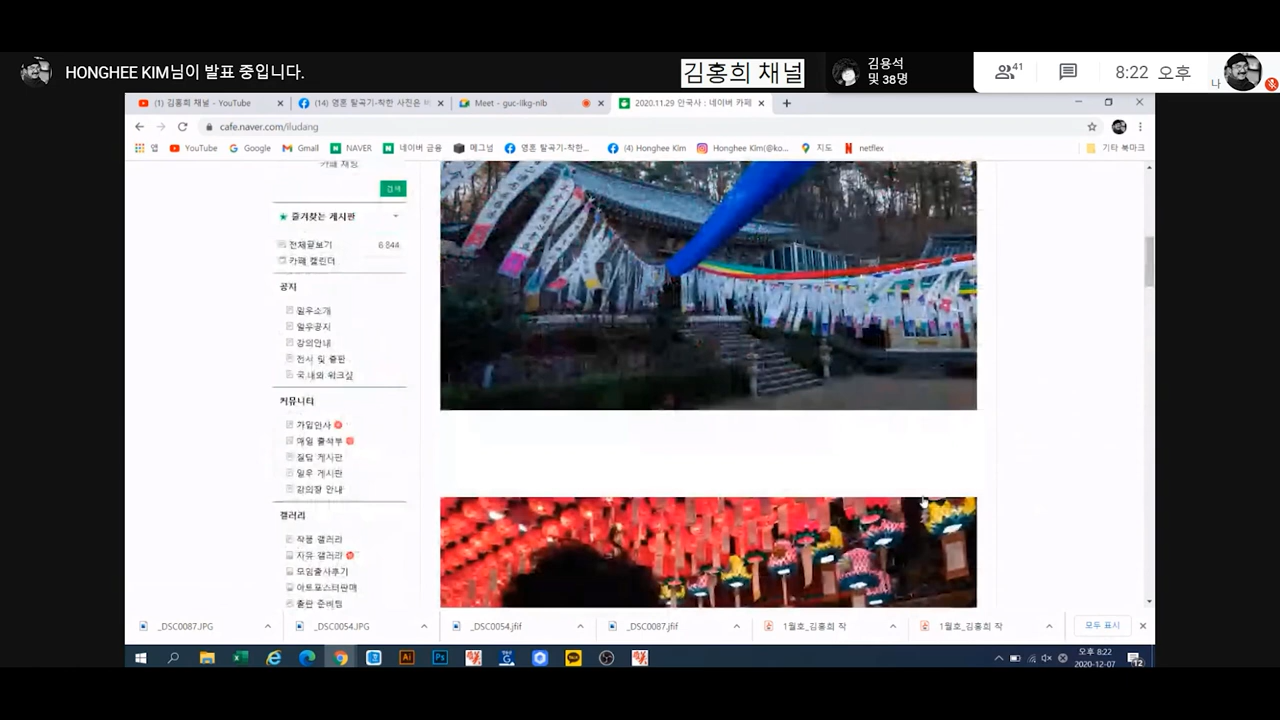 HONGHEE KIM님이 발표 중입니다.
김홍희 채널
김용석
및 38명
41
8:22 오후
나
(1) 김홍희 채널 - YouTube
(14) 영혼 탈곡기-착한 사진은 버
Meet - guc-llkg-nlb
2020.11.29 안국사 : 네이버 카페
cafe.naver.com/iludang
앱
YouTube
Google
Gmail
NAVER
네이버 금융
메그넘
영혼 탈곡기-착한...
(4) Honghee Kim
Honghee Kim(@ko...
지도
netflex
기타 북마크
카페 채팅
검색
즐겨찾는 게시판
전체글보기
6,844
카페 캘린더
공지
일우소개
일우공지
강의안내
전시 및 출판
국.내외 워크샵
커뮤니티
가입인사
매일 출석부
질답 게시판
일우 게시판
강의장 안내
갤러리
작품 갤러리
자유 갤러리
모임출사후기
아트포스터판매
출판 준비팀
_DSC0087.JPG
_DSC0054.JPG
_DSC0054.jfif
_DSC0087.jfif
1월호_김홍희 작
1월호_김홍희 작
모두 표시
오후 8:22
2020-12-07
12